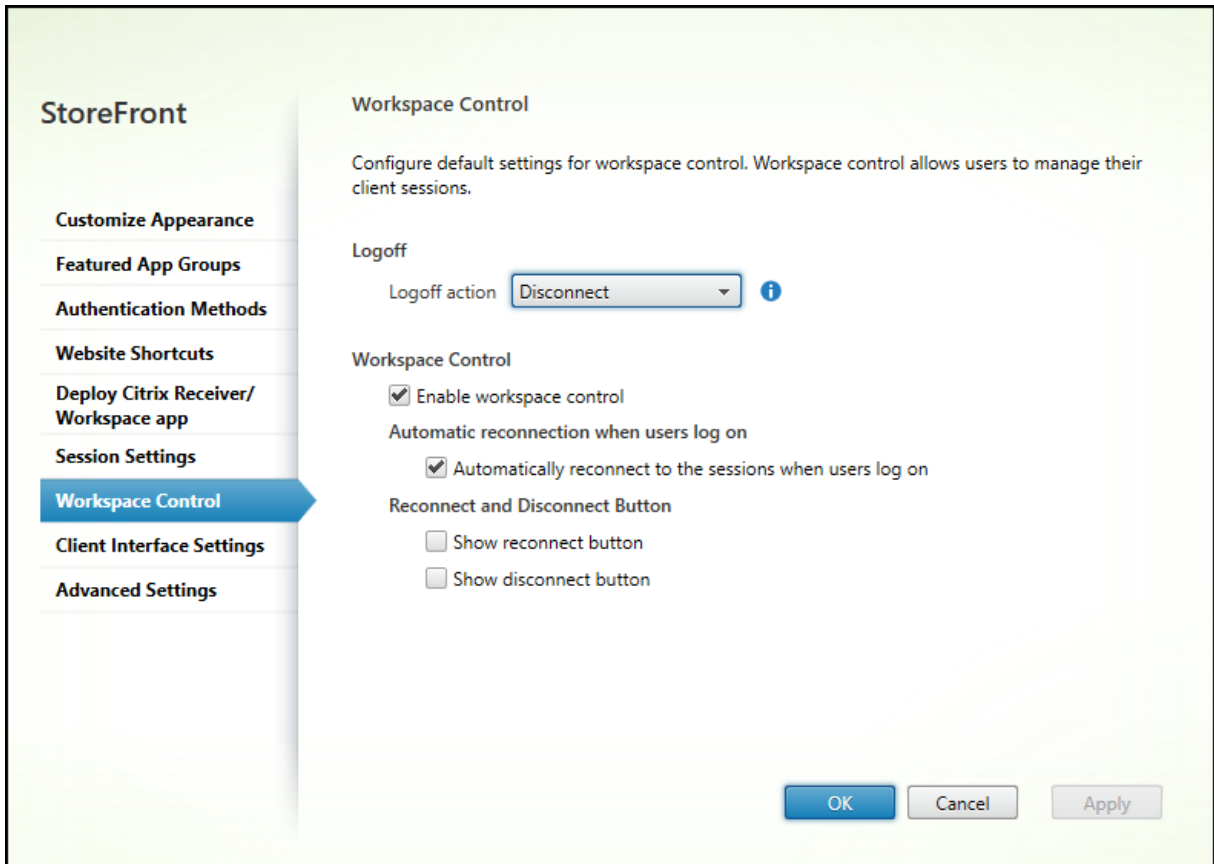 StoreFront
Customize Appearance
Featured App Groups
Authentication Methods
Website Shortcuts
Deploy Citrix Receiver/
Workspace app
Session Settings
Workspace Control
Client Interface Settings
Advanced Settings
Workspace Control
Configure default settings for workspace control. Workspace control allows users to manage their
client sessions.
Logoff
Logoff action Disconnect
Workspace Control
Enable workspace control
Automatic reconnection when users log on
Automatically reconnect to the sessions when users log on
Reconnect and Disconnect Button
Show reconnect button
Show disconnect button
OK Cancel Apply